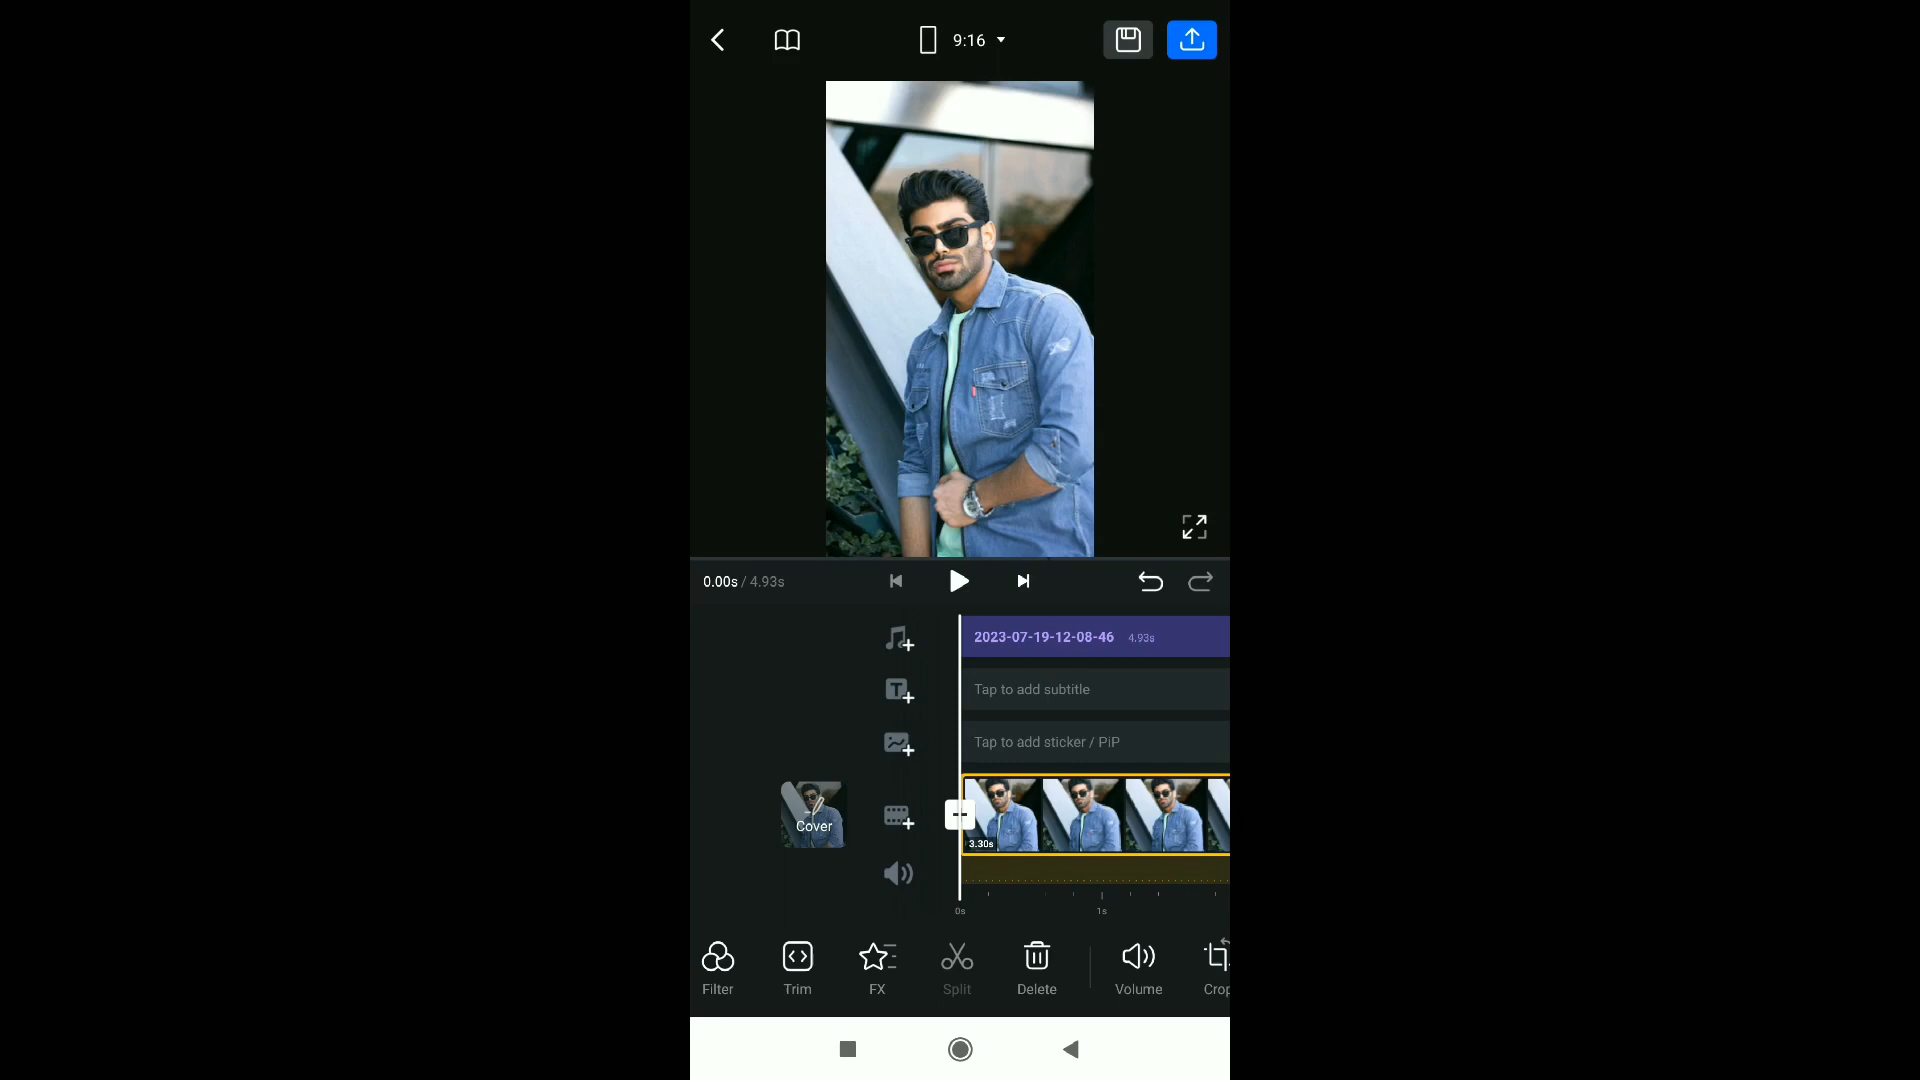 9:16
0.00s / 4.93s
2023-07-19-12-08-46 4.93s
Tap to add subtitle
Tap to add sticker / PiP
Cover
3.30s
0s 1s
Filter Trim FX Split Delete Volume Crop